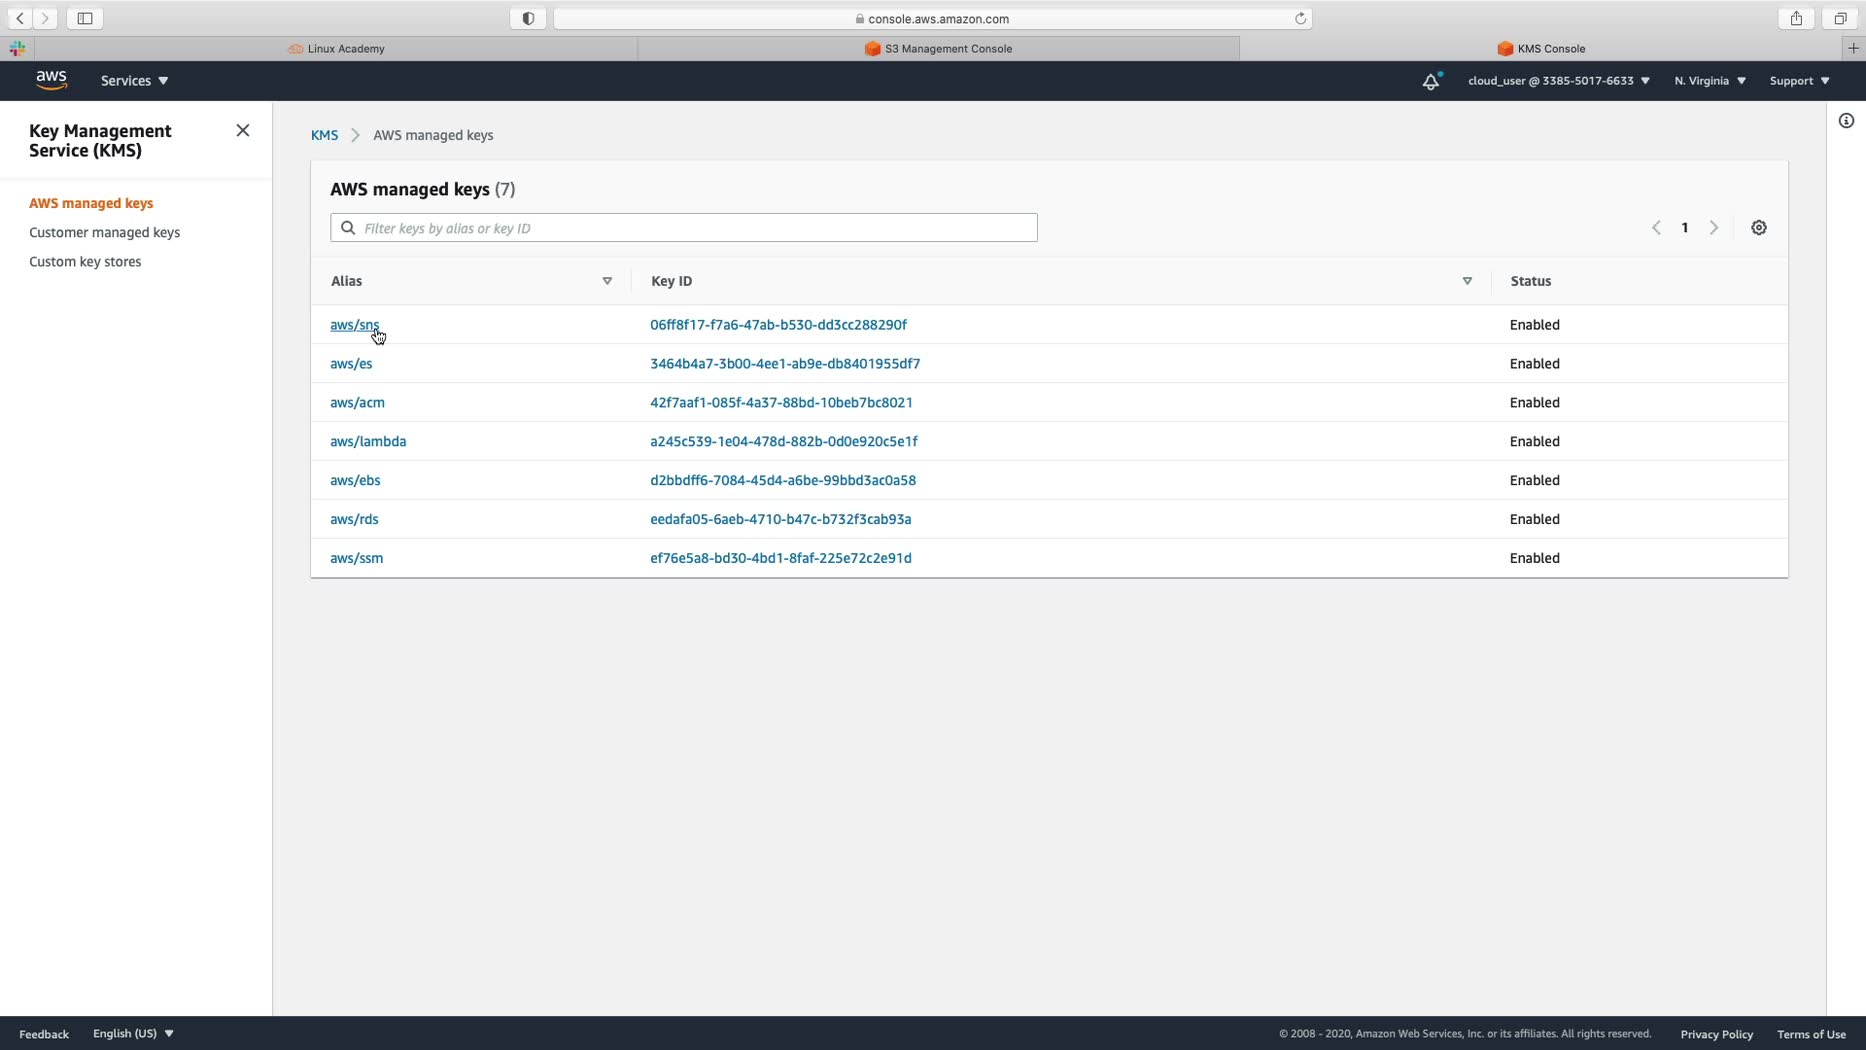 console.aws.amazon.com
Linux Academy
S3 Management Console
KMS Console
aws
Services
cloud_user @ 3385-5017-6633
N. Virginia
Support
Key Management
Service (KMS)
AWS managed keys
Customer managed keys
Custom key stores
KMS
AWS managed keys
AWS managed keys (7)
Filter keys by alias or key ID
1
Alias Key ID Status
aws/sns 06ff8f17-f7a6-47ab-b530-dd3cc288290f Enabled
aws/es 3464b4a7-3b00-4ee1-ab9e-db8401955df7 Enabled
aws/acm 42f7aaf1-085f-4a37-88bd-10beb7bc8021 Enabled
aws/lambda a245c539-1e04-478d-882b-0d0e920c5e1f Enabled
aws/ebs d2bbdff6-7084-45d4-a6be-99bbd3ac0a58 Enabled
aws/rds eedafa05-6aeb-4710-b47c-b732f3cab93a Enabled
aws/ssm ef76e5a8-bd30-4bd1-8faf-225e72c2e91d Enabled
Feedback
English (US)
© 2008 - 2020, Amazon Web Services, Inc. or its affiliates. All rights reserved.
Privacy Policy
Terms of Use